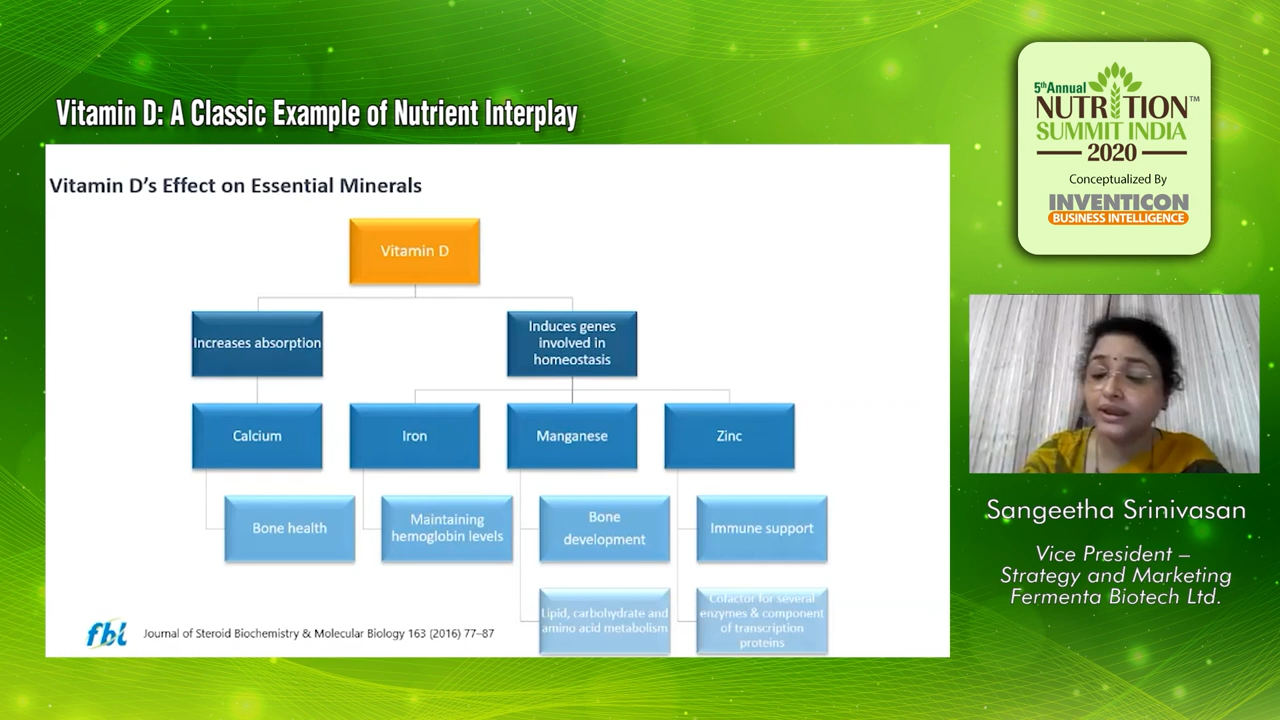 Vitamin D: A Classic Example of Nutrient Interplay
Vitamin D's Effect on Essential Minerals
Vitamin D
Increases absorption
Induces genes
involved in
homeostasis
Calcium
Iron
Manganese
Zinc
Bone health
Maintaining
hemoglobin levels
Bone
development
Immune support
Lipid, carbohydrate and
amino acid metabolism
Cofactor for several
enzymes & component
of transcription
proteins
fbl
Journal of Steroid Biochemistry & Molecular Biology 163 (2016) 77–87
5th Annual
NUTRITION™
SUMMIT INDIA
2020
Conceptualized By
INVENTICON
BUSINESS INTELLIGENCE
Sangeetha Srinivasan
Vice President –
Strategy and Marketing
Fermenta Biotech Ltd.